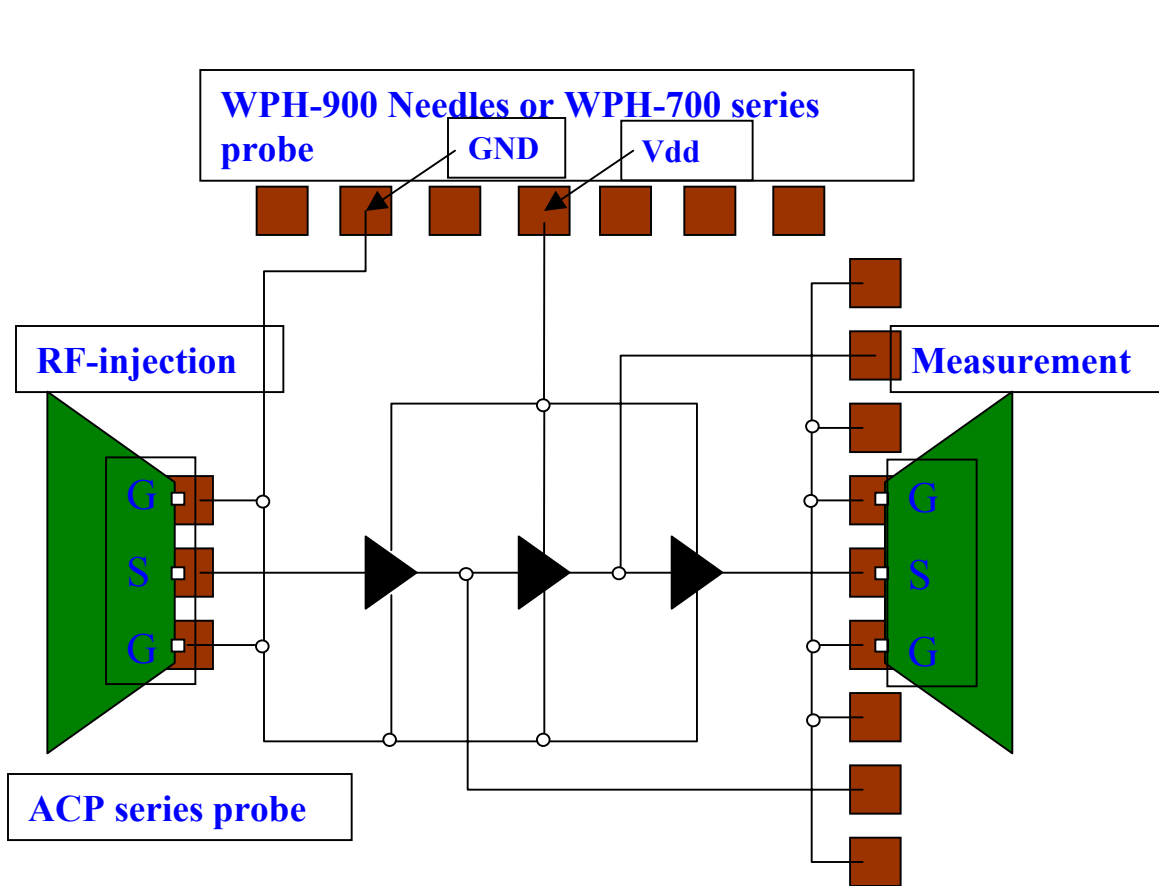 WPH-900 Needles or WPH-700 series
probe
GND
Vdd
RF-injection
Measurement
G
S
G
G
S
G
ACP series probe